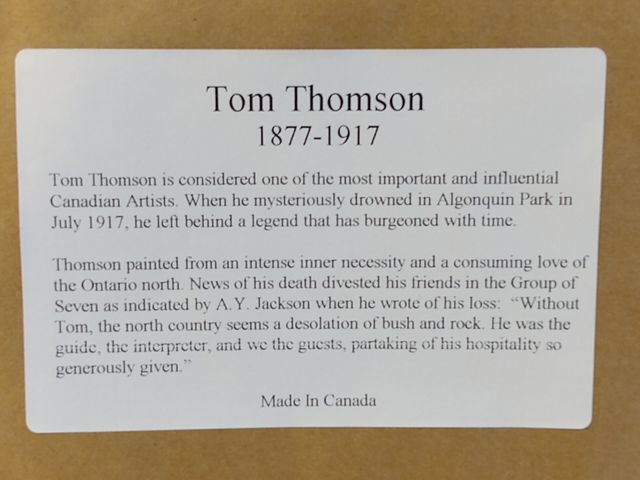 Tom Thomson
1877-1917
Tom Thomson is considered one of the most important and influential
Canadian Artists. When he mysteriously drowned in Algonquin Park in
July 1917, he left behind a legend that has burgeoned with time.
Thomson painted from an intense inner necessity and a consuming love of
the Ontario north. News of his death divested his friends in the Group of
Seven as indicated by A.Y. Jackson when he wrote of his loss: “Without
Tom, the north country seems a desolation of bush and rock. He was the
guide, the interpreter, and we the guests, partaking of his hospitality so
generously given.”
Made In Canada